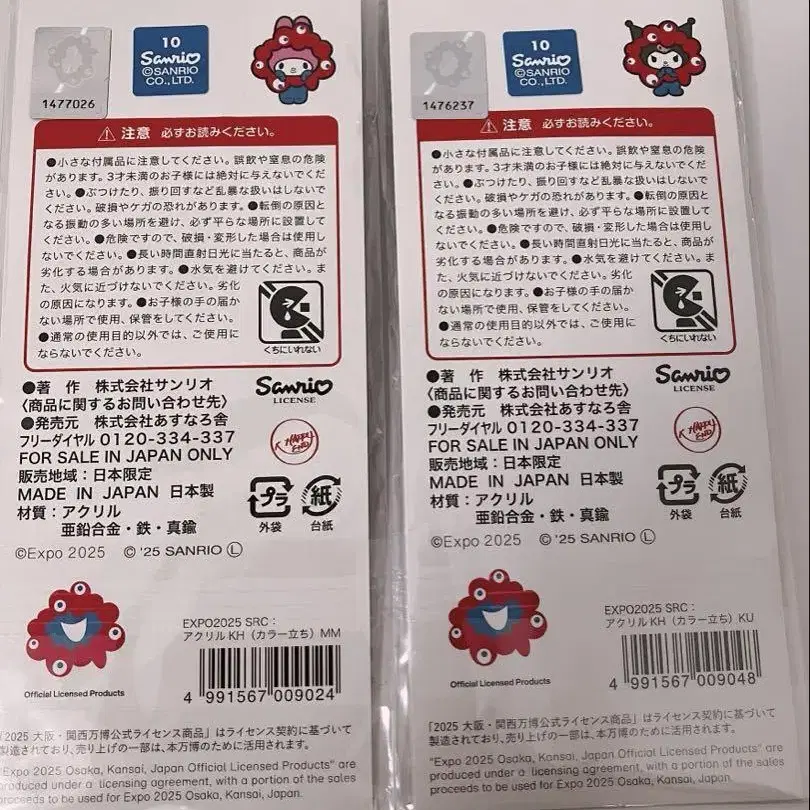 1477026
10
Sanrio
©SANRIO
CO., LTD.
注意 必ずお読みください。
●小さな付属品に注意してください。誤飲や窒息の危険
があります。3才未満のお子様には絶対に与えないでくだ
さい。●ぶつけたり、振り回すなど乱暴な扱いはしないで
ください。破損やケガの恐れがあります。●転倒の原因と
なる振動の多い場所を避け、必ず平らな場所に設置して
ください。●危険ですので、破損・変形した場合は使用し
ないでください。●長い時間直射日光に当たると、商品が
劣化する場合があります。●水気を避けてください。ま
た、火気に近づけないでください。劣化
の原因になります。●お子様の手の届か
ない場所で使用、保管をしてください。
●通常の使用目的以外では、ご使用に
ならないでください。
くちにいれない
●著 作 株式会社サンリオ
〈商品に関するお問い合わせ先〉
●発売元 株式会社あすなろ舎
フリーダイヤル 0120-334-337
FOR SALE IN JAPAN ONLY
販売地域：日本限定
MADE IN JAPAN 日本製
材質：アクリル
亜鉛合金・鉄・真鍮
Sanrio
LICENSE
HAPPY
END
プラ
外袋
紙
台紙
©Expo 2025 ©'25 SANRIO Ⓛ
Official Licensed Products
EXPO2025 SRC：
アクリルKH（カラー立ち）MM
4 991567 009024
「2025 大阪・関西万博公式ライセンス商品」はライセンス契約に基づいて
製造されており、売り上げの一部は、本万博のために活用されます。
"Expo 2025 Osaka, Kansai, Japan Official Licensed Products" are
produced under a licensing agreement, with a portion of the sales
proceeds to be used for Expo 2025 Osaka, Kansai, Japan.
1476237
10
Sanrio
©SANRIO
CO., LTD.
注意 必ずお読みください。
●小さな付属品に注意してください。誤飲や窒息の危険
があります。3才未満のお子様には絶対に与えないでくだ
さい。●ぶつけたり、振り回すなど乱暴な扱いはしないで
ください。破損やケガの恐れがあります。●転倒の原因と
なる振動の多い場所を避け、必ず平らな場所に設置して
ください。●危険ですので、破損・変形した場合は使用し
ないでください。●長い時間直射日光に当たると、商品が
劣化する場合があります。●水気を避けてください。ま
た、火気に近づけないでください。劣化
の原因になります。●お子様の手の届か
ない場所で使用、保管をしてください。
●通常の使用目的以外では、ご使用に
ならないでください。
くちにいれない
●著 作 株式会社サンリオ
〈商品に関するお問い合わせ先〉
●発売元 株式会社あすなろ舎
フリーダイヤル 0120-334-337
FOR SALE IN JAPAN ONLY
販売地域：日本限定
MADE IN JAPAN 日本製
材質：アクリル
亜鉛合金・鉄・真鍮
Sanrio
LICENSE
HAPPY
END
プラ
外袋
紙
台紙
©Expo 2025 ©'25 SANRIO Ⓛ
Official Licensed Products
EXPO2025 SRC：
アクリルKH（カラー立ち）KU
4 991567 009048
「2025 大阪・関西万博公式ライセンス商品」はライセンス契約に基づいて
製造されており、売り上げの一部は、本万博のために活用されます。
"Expo 2025 Osaka, Kansai, Japan Official Licensed Products" are
produced under a licensing agreement, with a portion of the sales
proceeds to be used for Expo 2025 Osaka, Kansai, Japan.